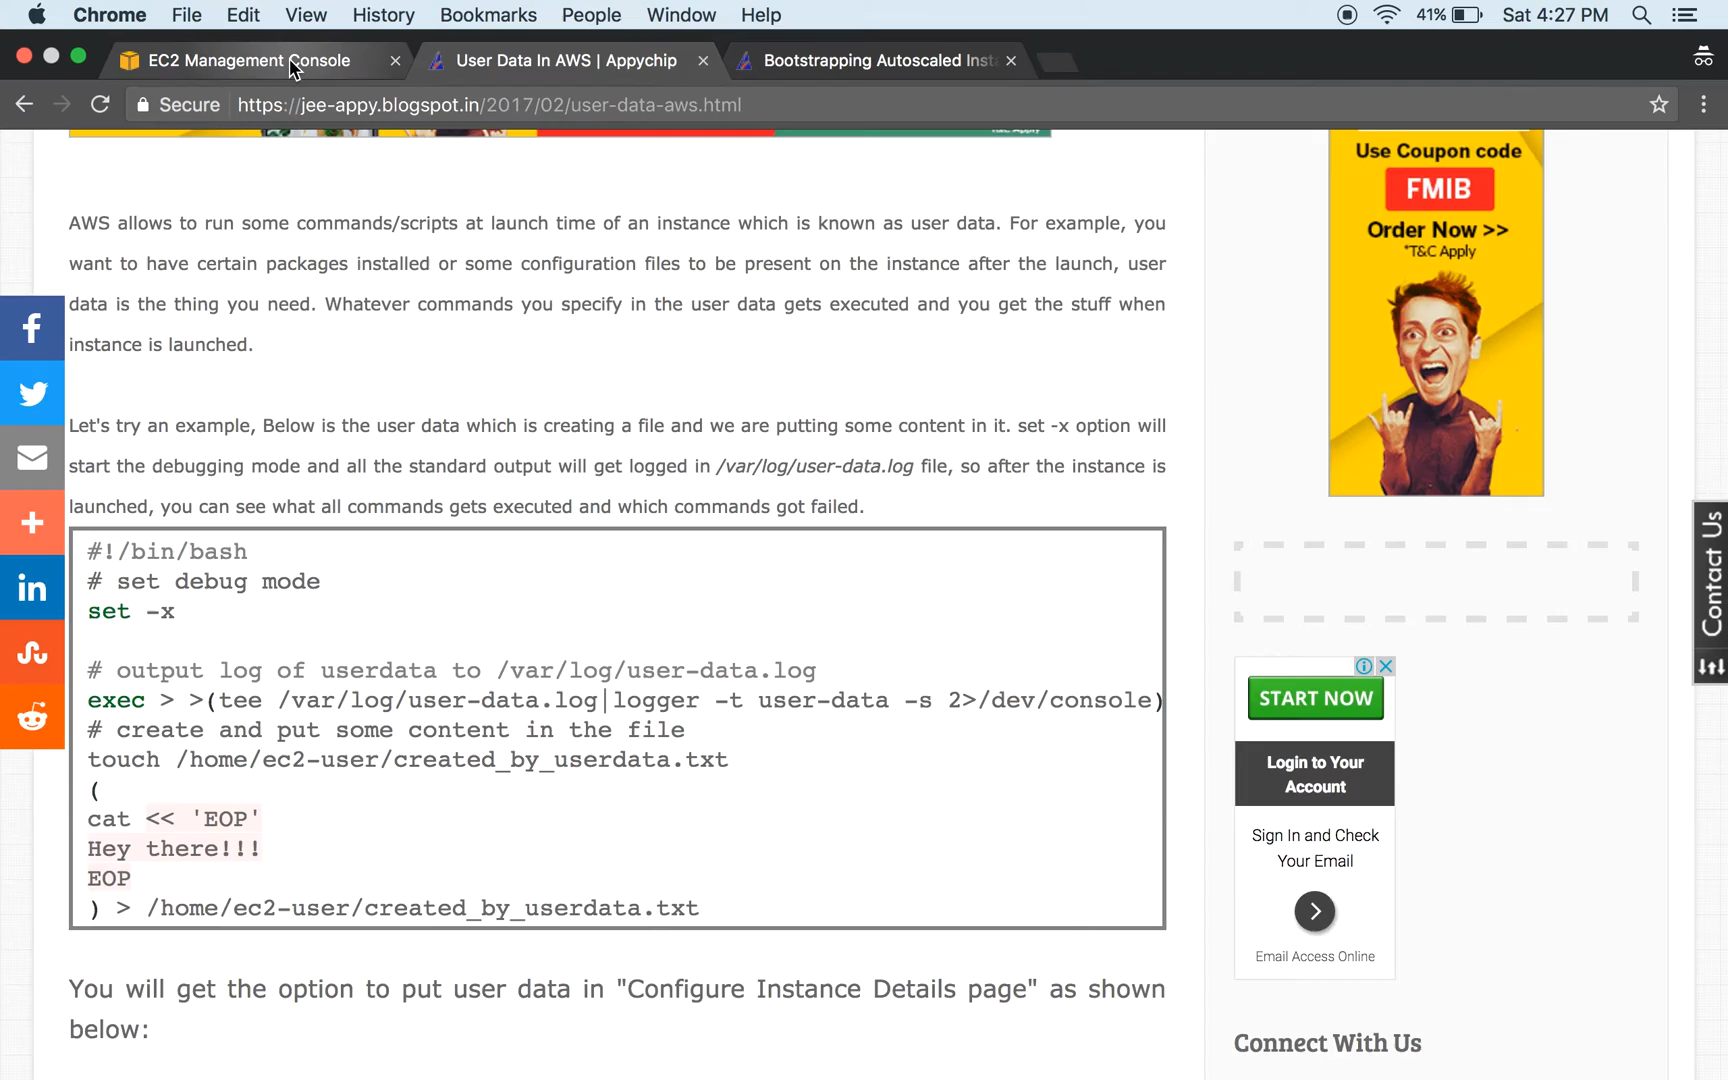 Chrome File Edit View History Bookmarks People Window Help 41% Sat 4:27 PM
EC2 Management Console User Data In AWS | Appychip Bootstrapping Autoscaled Inst
Secure https://jee-appy.blogspot.in/2017/02/user-data-aws.html
T&C Apply
AWS allows to run some commands/scripts at launch time of an instance which is known as user data. For example, you
want to have certain packages installed or some configuration files to be present on the instance after the launch, user
data is the thing you need. Whatever commands you specify in the user data gets executed and you get the stuff when
instance is launched.
Let's try an example, Below is the user data which is creating a file and we are putting some content in it. set -x option will
start the debugging mode and all the standard output will get logged in /var/log/user-data.log file, so after the instance is
launched, you can see what all commands gets executed and which commands got failed.
#!/bin/bash
# set debug mode
set -x
# output log of userdata to /var/log/user-data.log
exec > >(tee /var/log/user-data.log|logger -t user-data -s 2>/dev/console)
# create and put some content in the file
touch /home/ec2-user/created_by_userdata.txt
(
cat << 'EOP'
Hey there!!!
EOP
) > /home/ec2-user/created_by_userdata.txt
You will get the option to put user data in "Configure Instance Details page" as shown
below:
Use Coupon code
FMIB
Order Now >>
*T&C Apply
START NOW
Login to Your
Account
Sign In and Check
Your Email
Email Access Online
Connect With Us
Contact Us